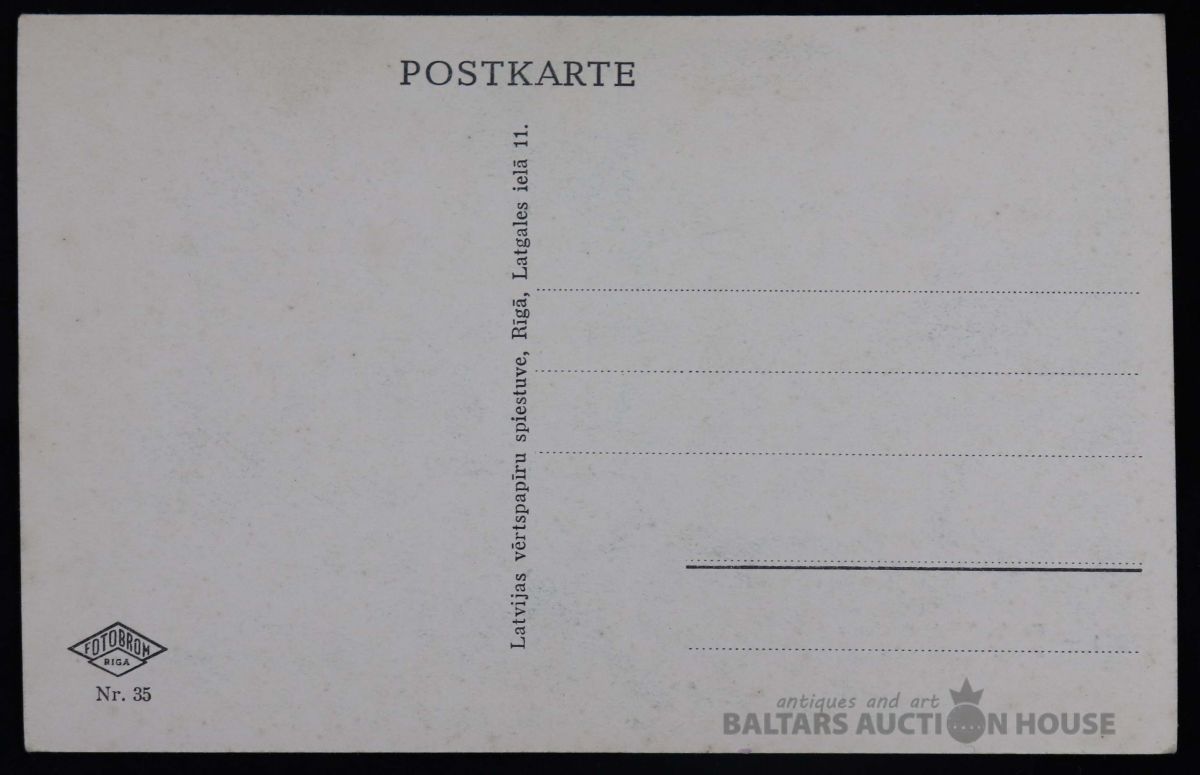 POSTKARTE
Latvijas vērtspapīru spiestuve, Rīgā, Latgales ielā 11.
FOTOBROM
RIGA
Nr. 35
antiques and art
BALTARS AUCTION HOUSE